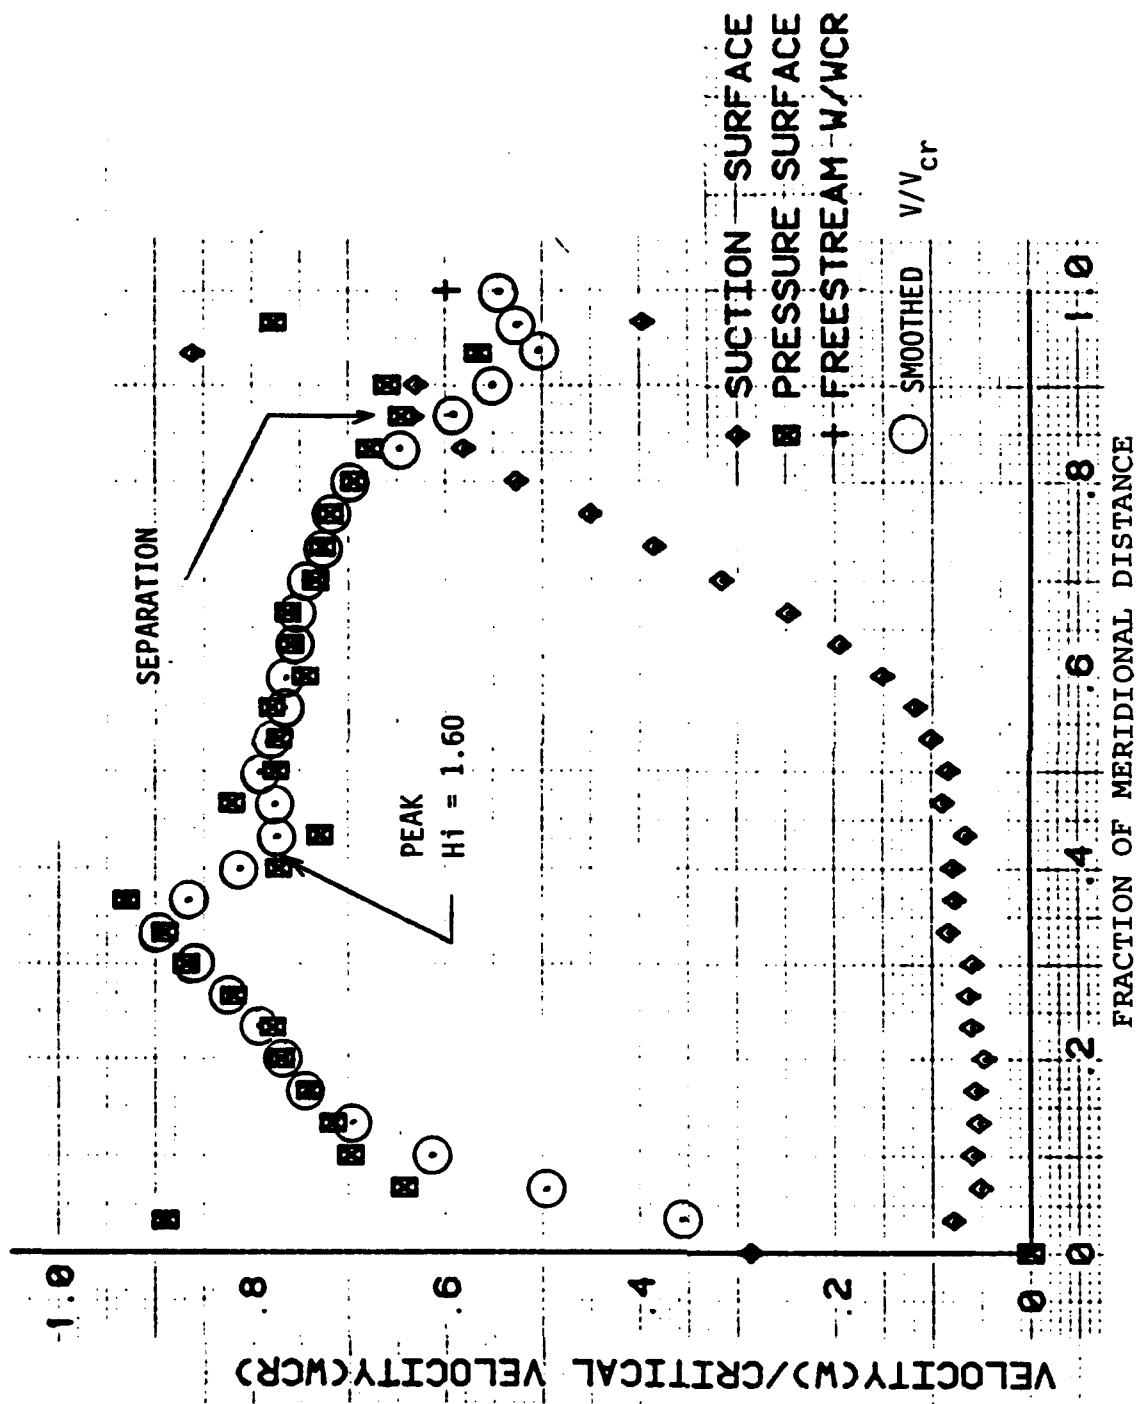 VELOCITY(W)/CRITICAL VELOCITY(WCR)
1.0
.8
.6
.4
.2
0
0
.2
.4
.6
.8
1.0
FRACTION OF MERIDIONAL DISTANCE
SEPARATION
PEAK
Hi = 1.60
SUCTION SURFACE
PRESSURE SURFACE
FREESTREAM W/WCR
SMOOTHED V/Vcr